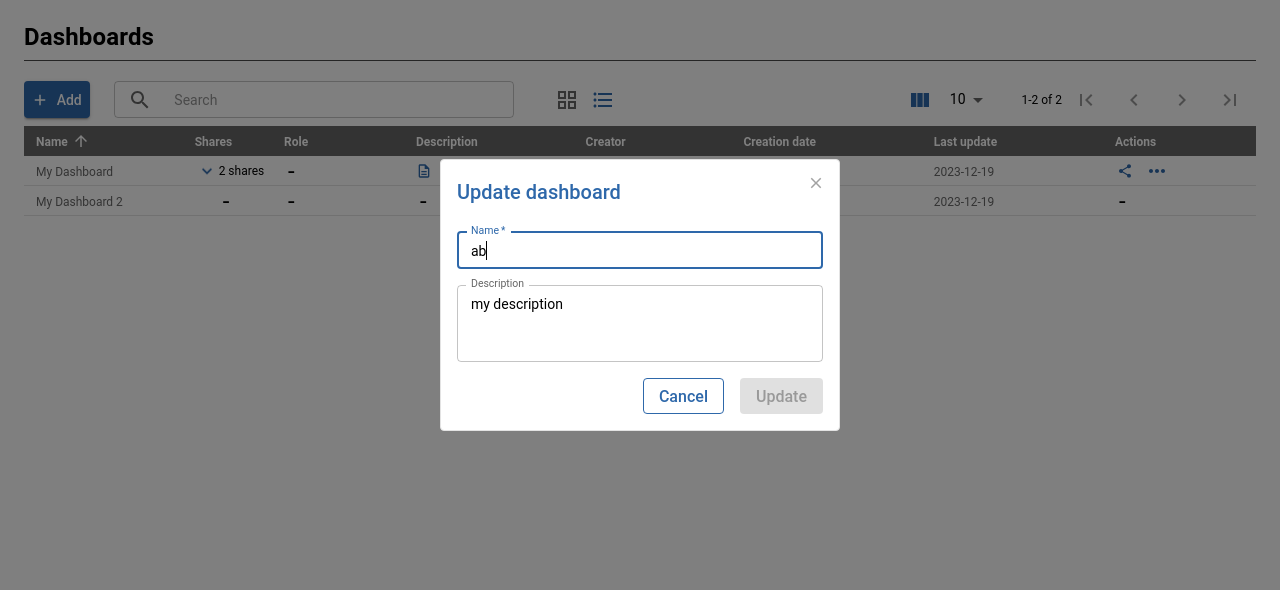 Dashboards
Add
Search
10
1-2 of 2
Name Shares Role Description Creator Creation date Last update Actions
My Dashboard 2 shares – 2023-12-19
My Dashboard 2 – – – 2023-12-19 –
Update dashboard
Name *
ab
Description
my description
Cancel
Update